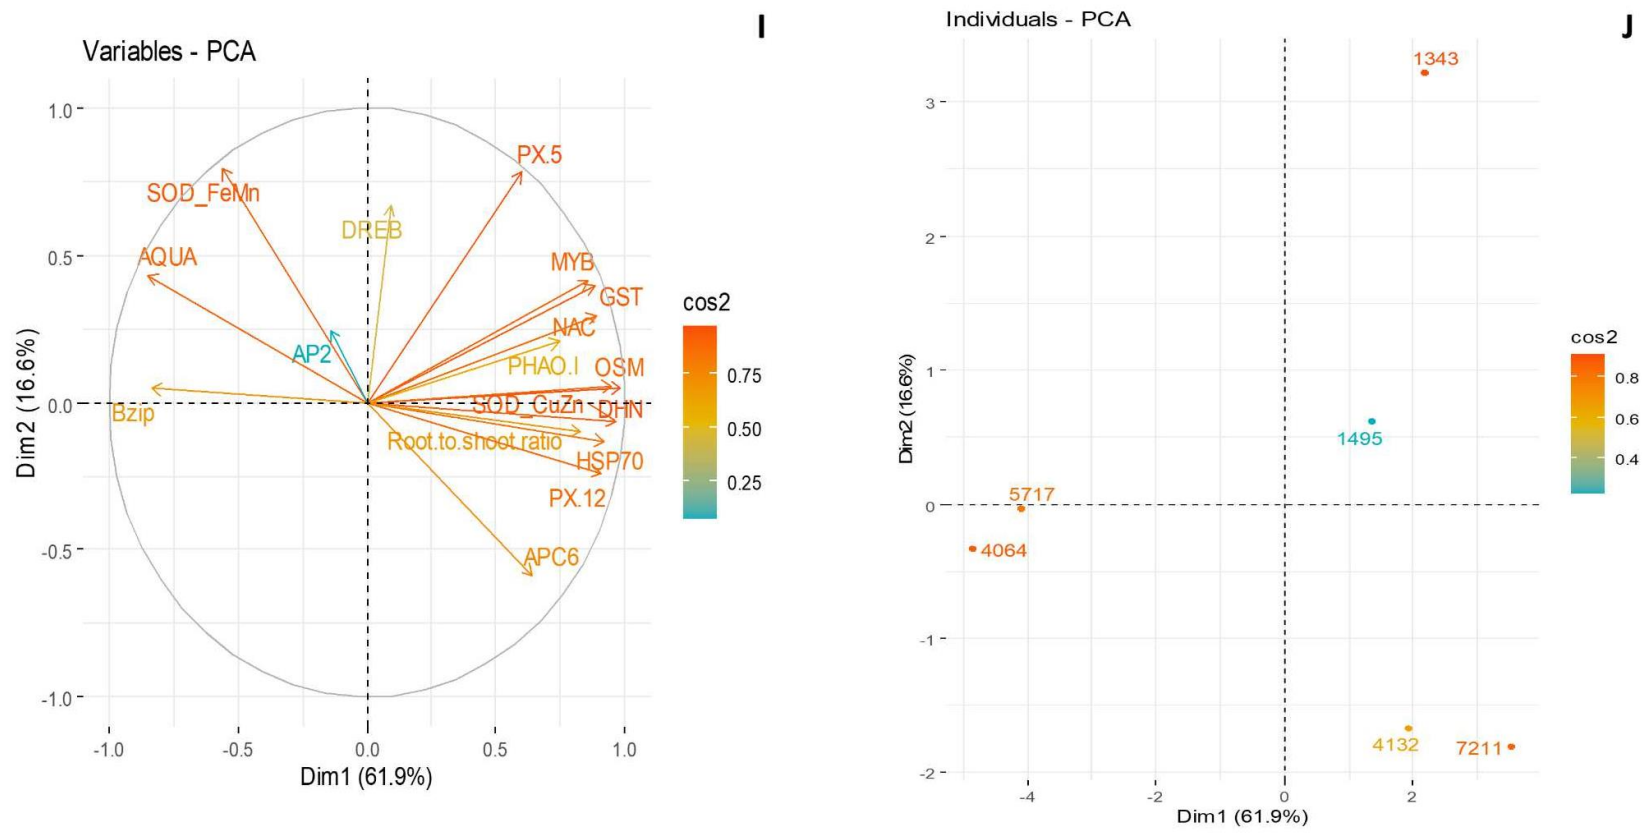 I
Variables - PCA
1.0
0.5
0.0
-0.5
-1.0
Dim2 (16.6%)
PX.5
SOD_FeMn
DREB
AQUA
MYB
GST
NAC
AP2
PHAO.I
OSM
Bzip
SOD_CuZn
DHN
Root.to.shoot.ratio
HSP70
PX.12
APC6
-1.0
-0.5
0.0
0.5
1.0
Dim1 (61.9%)
cos2
0.75
0.50
0.25
J
Individuals - PCA
3
2
1
0
-1
-2
Dim2 (16.6%)
1343
1495
5717
4064
4132
7211
-4
-2
0
2
Dim1 (61.9%)
cos2
0.8
0.6
0.4